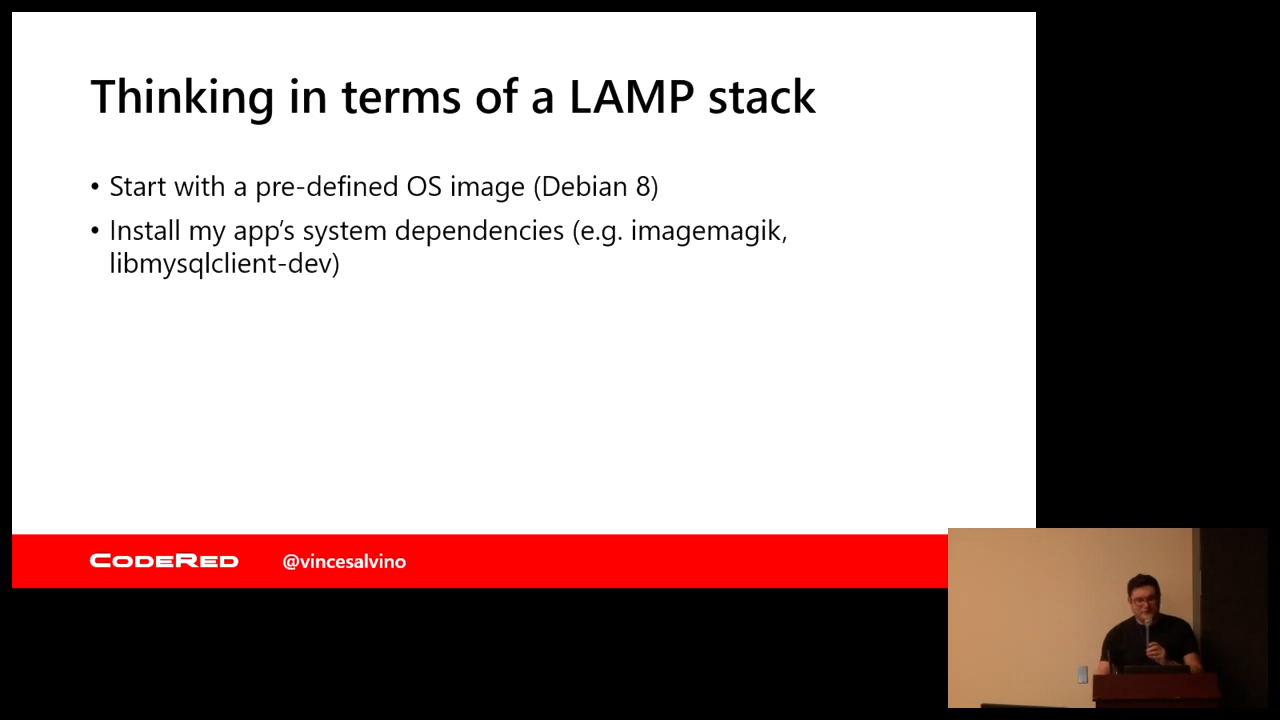 Thinking in terms of a LAMP stack
• Start with a pre-defined OS image (Debian 8)
• Install my app’s system dependencies (e.g. imagemagik,
libmysqlclient-dev)
CODERED @vincesalvino